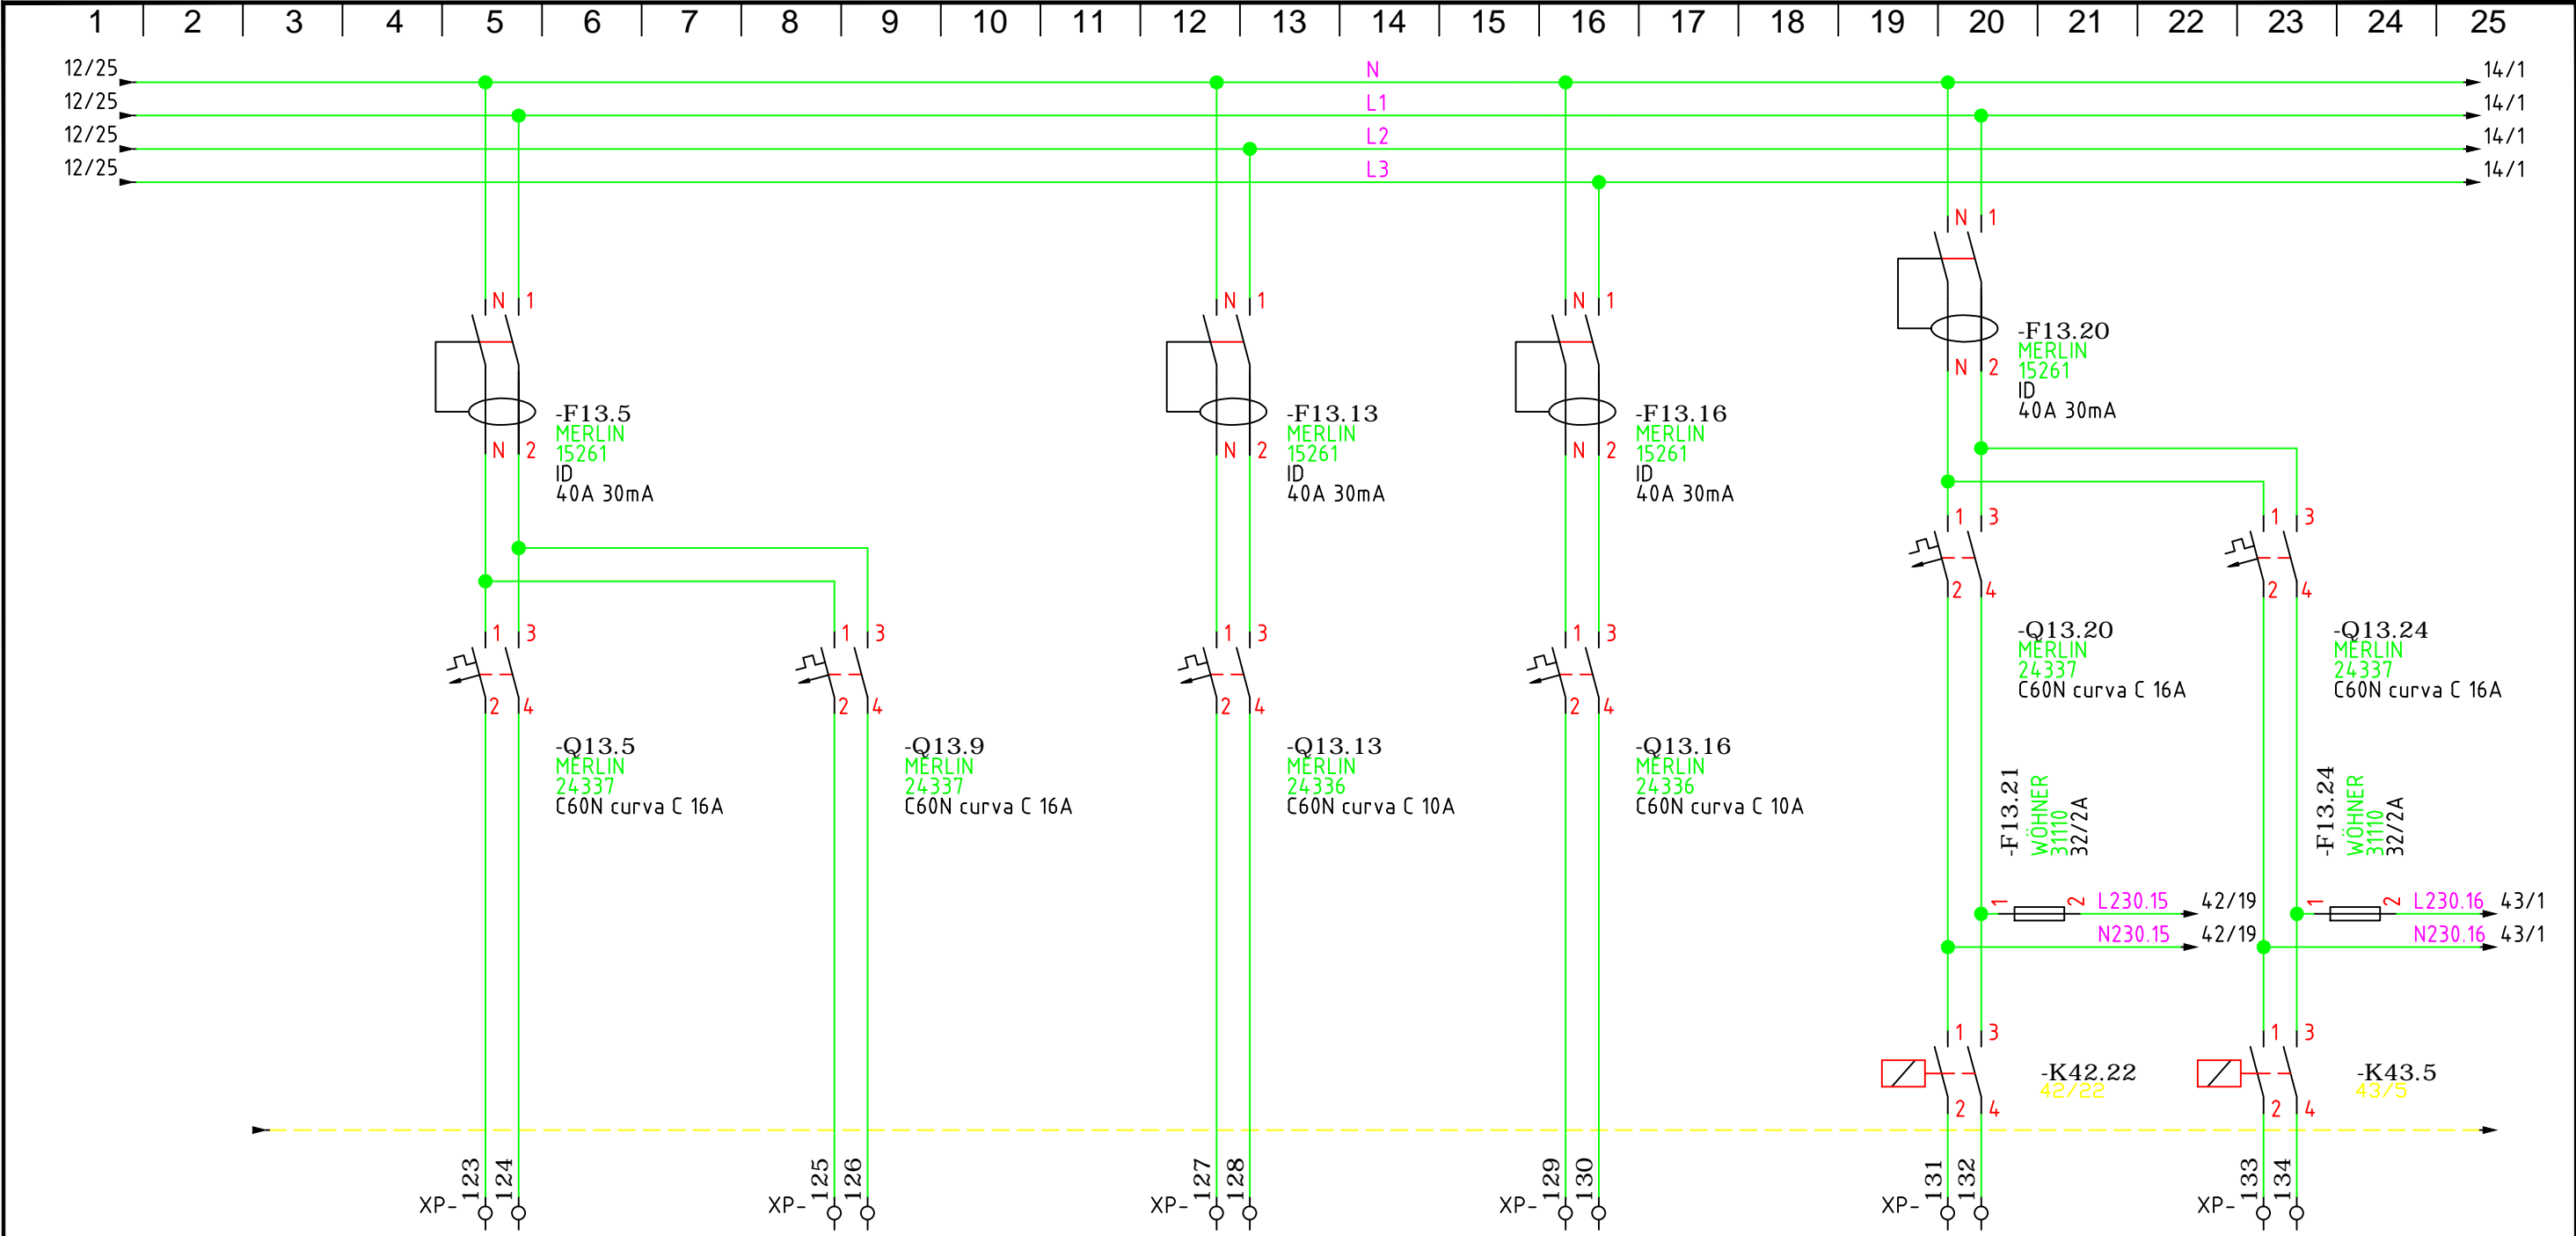 1 2 3 4 5 6 7 8 9 10 11 12 13 14 15 16 17 18 19 20 21 22 23 24 25
12/25 N 14/1
12/25 L1 14/1
12/25 L2 14/1
12/25 L3 14/1
N 1
N 1 N 1 N 1
-F13.20
MERLIN
15261
ID
40A 30mA
N 2
-F13.5
MERLIN
15261
ID
40A 30mA
N 2
-F13.13
MERLIN
15261
ID
40A 30mA
N 2
-F13.16
MERLIN
15261
ID
40A 30mA
N 2
1 3 1 3
2 4 2 4
-Q13.20
MERLIN
24337
C60N curva C 16A
-Q13.24
MERLIN
24337
C60N curva C 16A
1 3 1 3 1 3 1 3
2 4 2 4 2 4 2 4
-Q13.5
MERLIN
24337
C60N curva C 16A
-Q13.9
MERLIN
24337
C60N curva C 16A
-Q13.13
MERLIN
24336
C60N curva C 10A
-Q13.16
MERLIN
24336
C60N curva C 10A
-F13.21
WÖHNER
31110
32/2A
-F13.24
WÖHNER
31110
32/2A
1 2 L230.15 42/19 1 2 L230.16 43/1
N230.15 42/19 N230.16 43/1
1 3 1 3
-K42.22
42/22
-K43.5
43/5
2 4 2 4
XP- 123 124 XP- 125 126 XP- 127 128 XP- 129 130 XP- 131 132 XP- 133 134